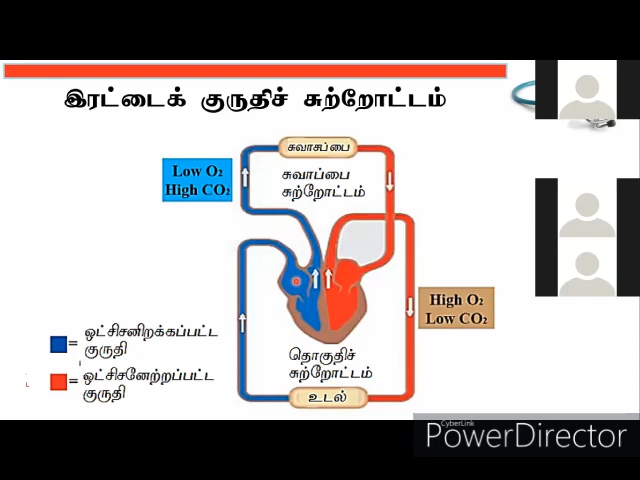 இரட்டைக் குருதிச் சுற்றோட்டம்
சுவாசப்பை
Low O₂
High CO₂
சுவாப்பை
சுற்றோட்டம்
High O₂
Low CO₂
= ஒட்சிசனிறக்கப்பட்ட
குருதி
= ஒட்சிசனேற்றப்பட்ட
குருதி
தொகுதிச்
சுற்றோட்டம்
உடல்
CyberLink
PowerDirector